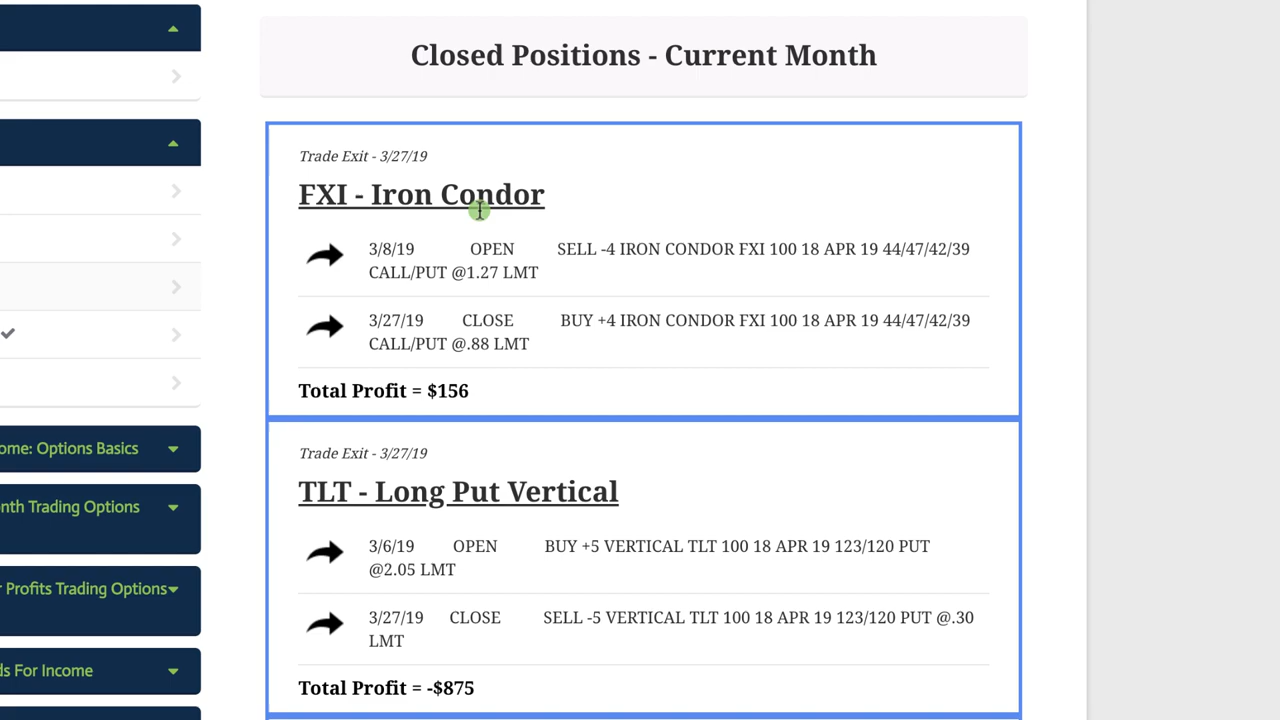 Closed Positions - Current Month
Trade Exit - 3/27/19
FXI - Iron Condor
3/8/19 OPEN SELL -4 IRON CONDOR FXI 100 18 APR 19 44/47/42/39
CALL/PUT @1.27 LMT
3/27/19 CLOSE BUY +4 IRON CONDOR FXI 100 18 APR 19 44/47/42/39
CALL/PUT @.88 LMT
Total Profit = $156
Trade Exit - 3/27/19
TLT - Long Put Vertical
3/6/19 OPEN BUY +5 VERTICAL TLT 100 18 APR 19 123/120 PUT
@2.05 LMT
3/27/19 CLOSE SELL -5 VERTICAL TLT 100 18 APR 19 123/120 PUT @.30
LMT
Total Profit = -$875
ome: Options Basics
nth Trading Options
r Profits Trading Options
ds For Income